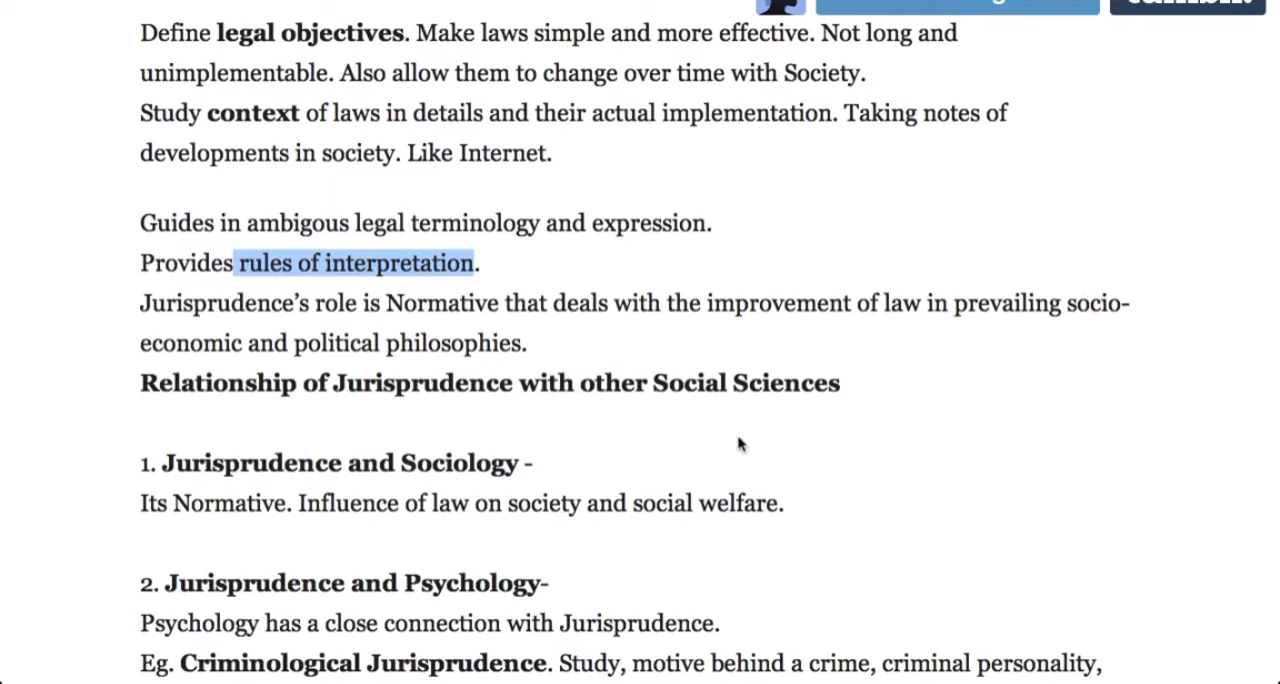 Define legal objectives. Make laws simple and more effective. Not long and
unimplementable. Also allow them to change over time with Society.
Study context of laws in details and their actual implementation. Taking notes of
developments in society. Like Internet.
Guides in ambigous legal terminology and expression.
Provides rules of interpretation.
Jurisprudence’s role is Normative that deals with the improvement of law in prevailing socio-
economic and political philosophies.
Relationship of Jurisprudence with other Social Sciences
1. Jurisprudence and Sociology -
Its Normative. Influence of law on society and social welfare.
2. Jurisprudence and Psychology-
Psychology has a close connection with Jurisprudence.
Eg. Criminological Jurisprudence. Study, motive behind a crime, criminal personality,